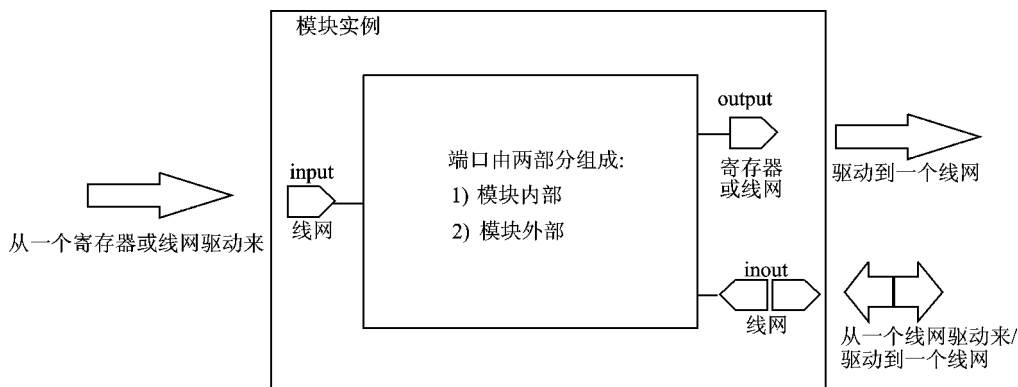 模块实例
output
端口由两部分组成:
寄存器
或线网
驱动到一个线网
input
1) 模块内部
2) 模块外部
线网
从一个寄存器或线网驱动来
inout
线网
从一个线网驱动来/
驱动到一个线网